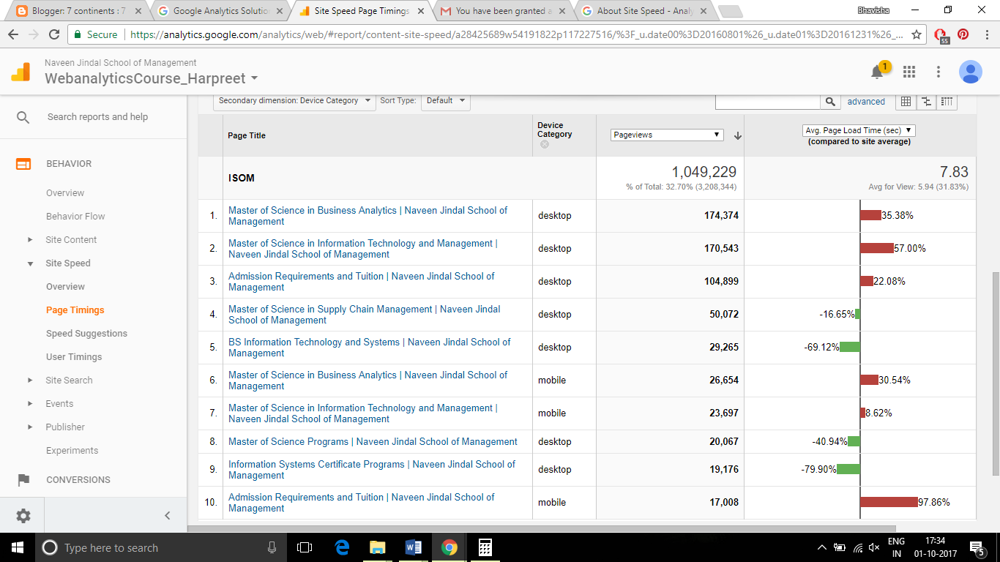 Blogger: 7 continents : 7
Google Analytics Solutio
Site Speed Page Timings
You have been granted a
About Site Speed - Analy
Bhavisha
Secure
https://analytics.google.com/analytics/web/#report/content-site-speed/a28425689w54191822p117227516/%3F_u.date00%3D20160801%26_u.date01%3D20161231%26_...
55
Naveen Jindal School of Management
WebanalyticsCourse_Harpreet
1
Search reports and help
BEHAVIOR
Overview
Behavior Flow
Site Content
Site Speed
Overview
Page Timings
Speed Suggestions
User Timings
Site Search
Events
Publisher
Experiments
CONVERSIONS
Secondary dimension: Device Category
Sort Type:
Default
advanced
Page Title
Device
Category
Pageviews
Avg. Page Load Time (sec)
(compared to site average)
ISOM
1,049,229
% of Total: 32.70% (3,208,344)
7.83
Avg for View: 5.94 (31.83%)
1.
Master of Science in Business Analytics | Naveen Jindal School of
Management
desktop
174,374
35.38%
2.
Master of Science in Information Technology and Management |
Naveen Jindal School of Management
desktop
170,543
57.00%
3.
Admission Requirements and Tuition | Naveen Jindal School of
Management
desktop
104,899
22.08%
4.
Master of Science in Supply Chain Management | Naveen Jindal
School of Management
desktop
50,072
-16.65%
5.
BS Information Technology and Systems | Naveen Jindal School of
Management
desktop
29,265
-69.12%
6.
Master of Science in Business Analytics | Naveen Jindal School of
Management
mobile
26,654
30.54%
7.
Master of Science in Information Technology and Management |
Naveen Jindal School of Management
mobile
23,697
8.62%
8.
Master of Science Programs | Naveen Jindal School of Management
desktop
20,067
-40.94%
9.
Information Systems Certificate Programs | Naveen Jindal School of
Management
desktop
19,176
-79.90%
10.
Admission Requirements and Tuition | Naveen Jindal School of
Management
mobile
17,008
97.86%
Type here to search
ENG
IN
17:34
01-10-2017
5